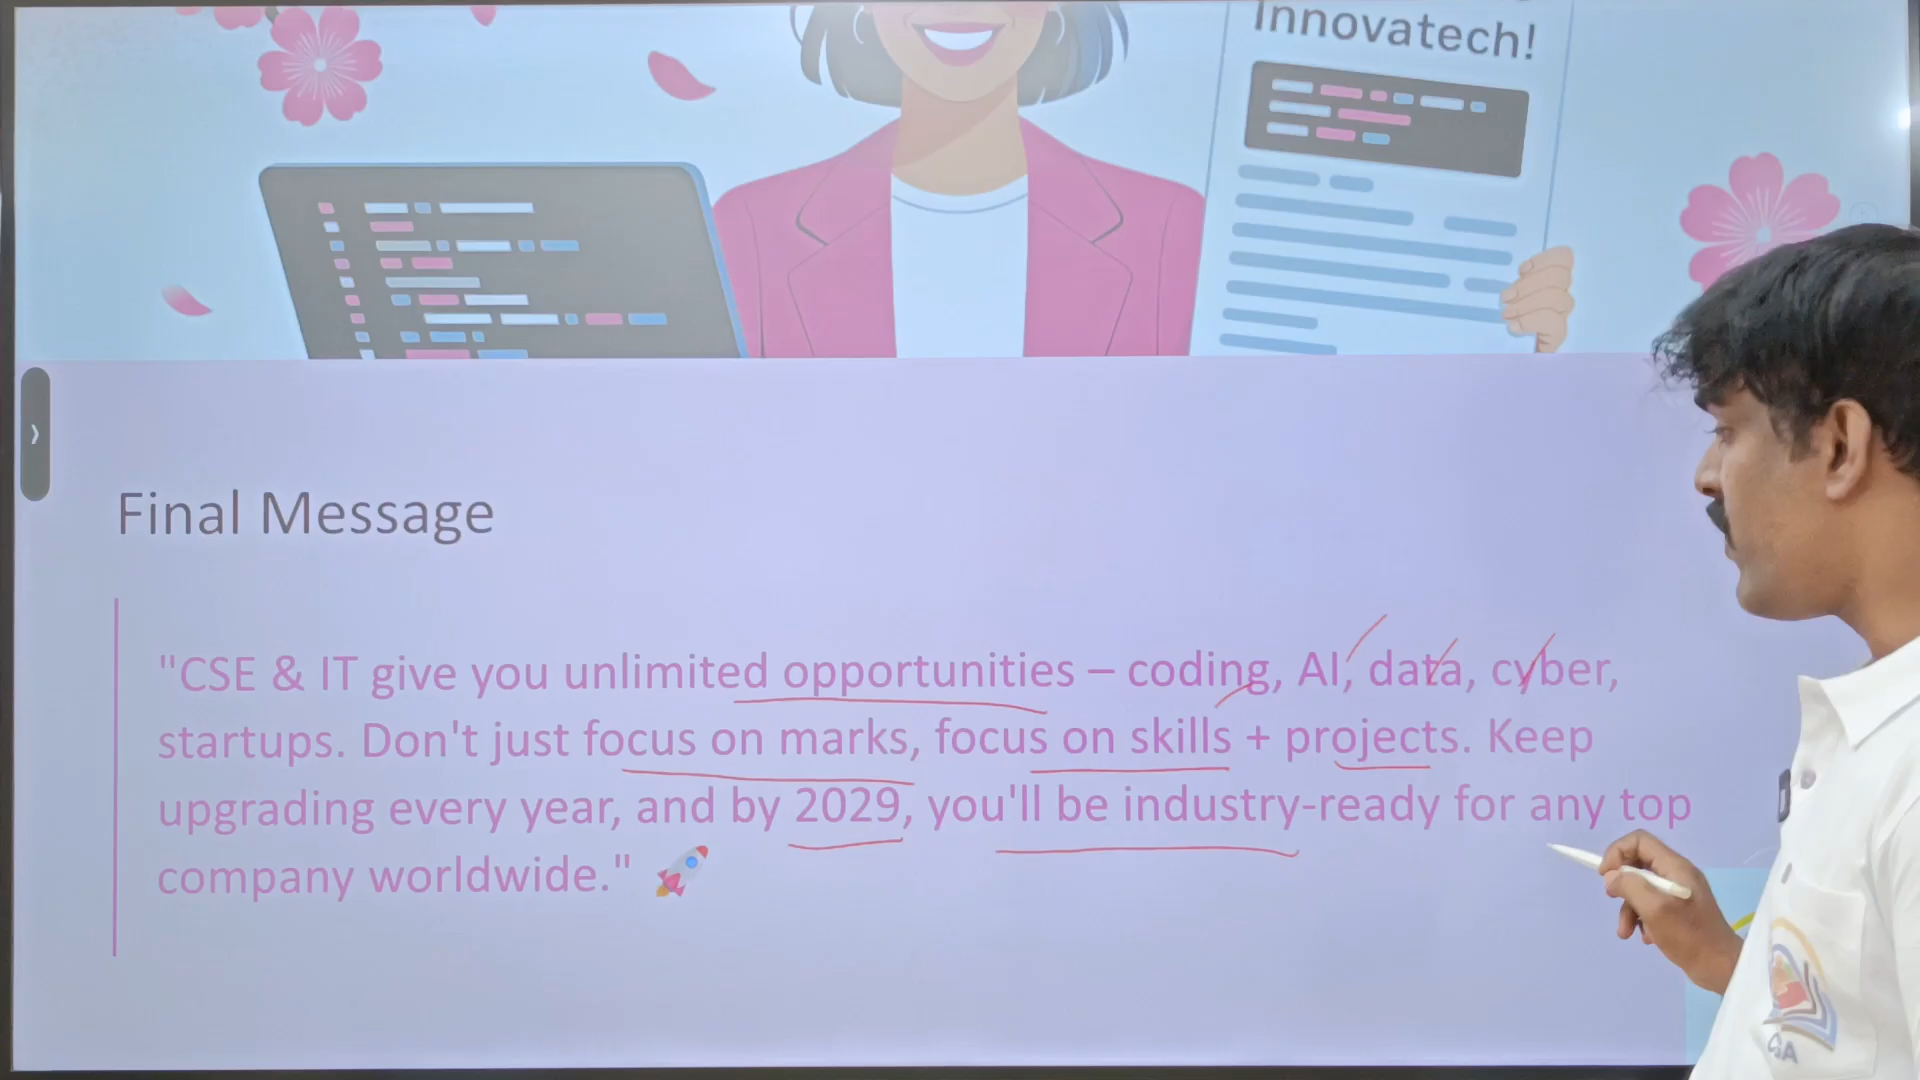 Innovatech!
Final Message
"CSE & IT give you unlimited opportunities – coding, AI, data, cyber,
startups. Don't just focus on marks, focus on skills + projects. Keep
upgrading every year, and by 2029, you'll be industry-ready for any top
company worldwide." 🚀